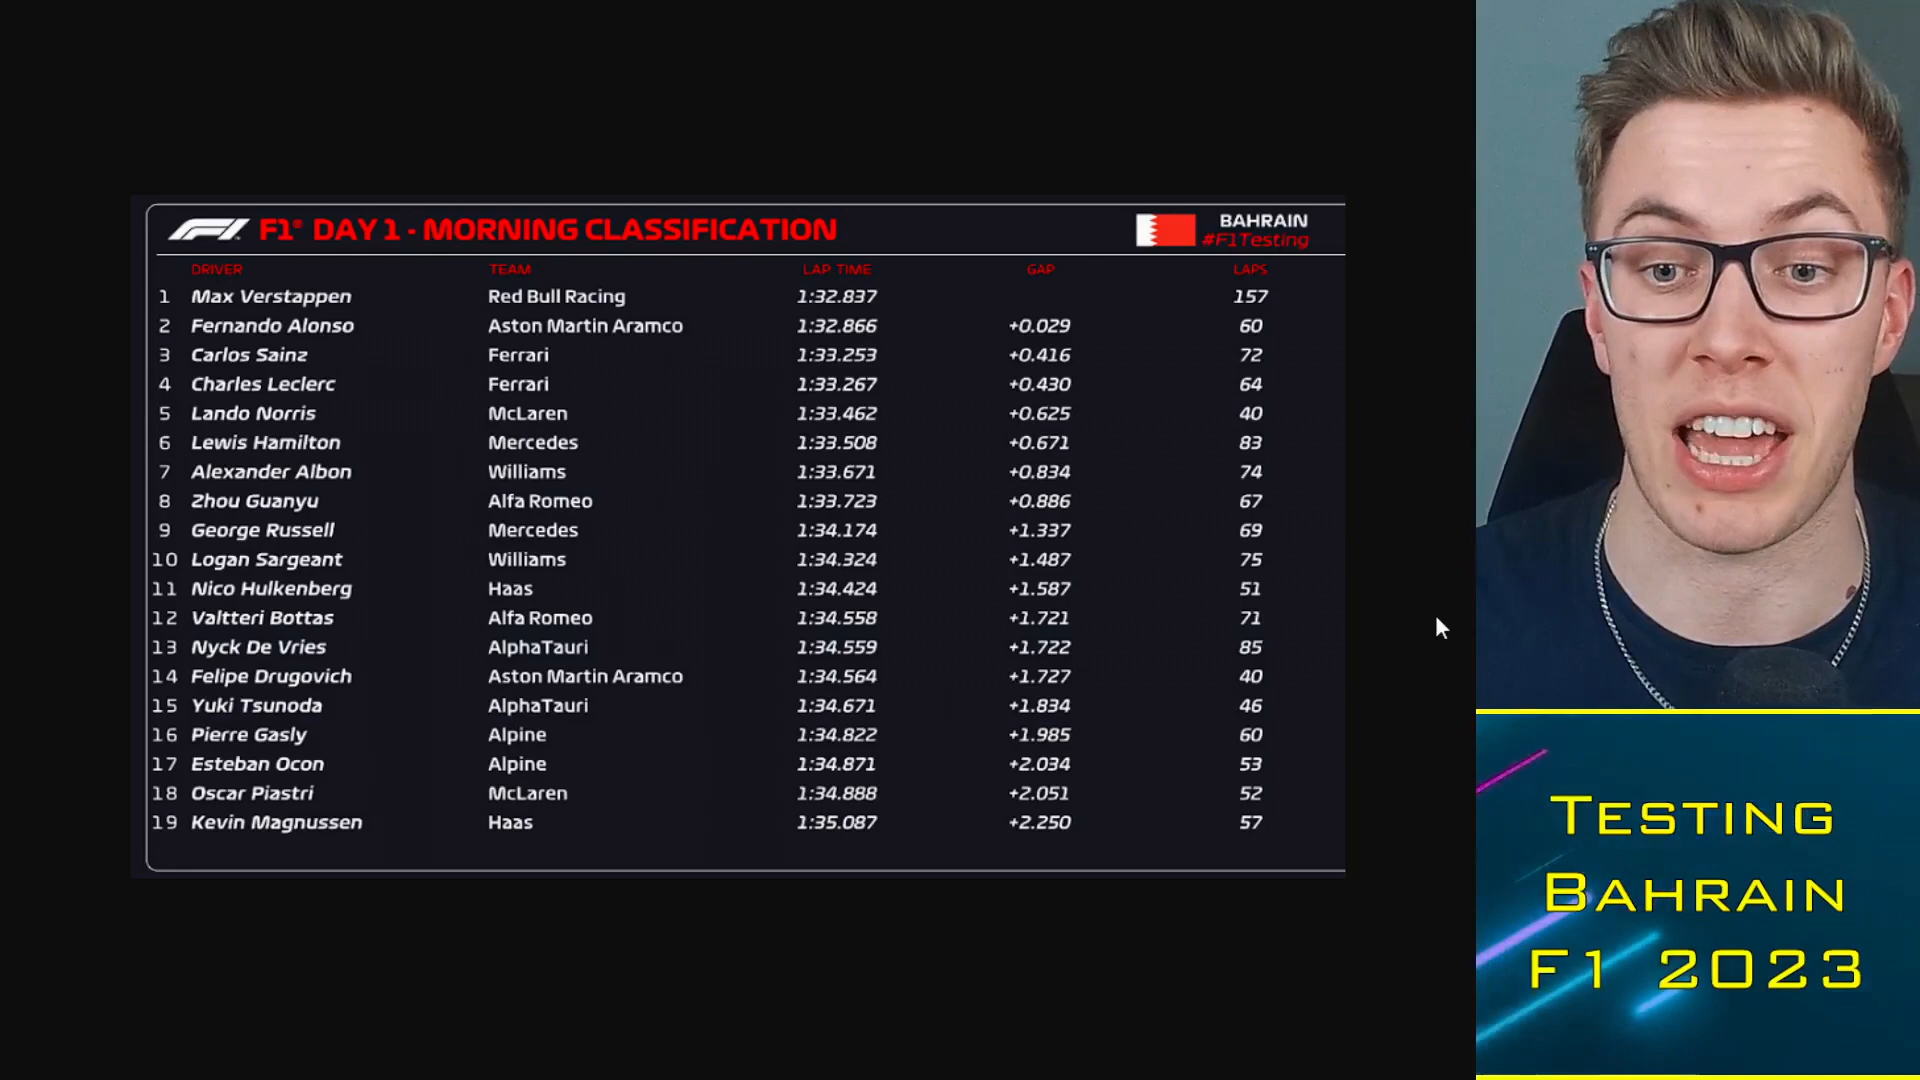 F1 F1® DAY 1 - MORNING CLASSIFICATION BAHRAIN
#F1Testing
DRIVER TEAM LAP TIME GAP LAPS
1 Max Verstappen Red Bull Racing 1:32.837 157
2 Fernando Alonso Aston Martin Aramco 1:32.866 +0.029 60
3 Carlos Sainz Ferrari 1:33.253 +0.416 72
4 Charles Leclerc Ferrari 1:33.267 +0.430 64
5 Lando Norris McLaren 1:33.462 +0.625 40
6 Lewis Hamilton Mercedes 1:33.508 +0.671 83
7 Alexander Albon Williams 1:33.671 +0.834 74
8 Zhou Guanyu Alfa Romeo 1:33.723 +0.886 67
9 George Russell Mercedes 1:34.174 +1.337 69
10 Logan Sargeant Williams 1:34.324 +1.487 75
11 Nico Hulkenberg Haas 1:34.424 +1.587 51
12 Valtteri Bottas Alfa Romeo 1:34.558 +1.721 71
13 Nyck De Vries AlphaTauri 1:34.559 +1.722 85
14 Felipe Drugovich Aston Martin Aramco 1:34.564 +1.727 40
15 Yuki Tsunoda AlphaTauri 1:34.671 +1.834 46
16 Pierre Gasly Alpine 1:34.822 +1.985 60
17 Esteban Ocon Alpine 1:34.871 +2.034 53
18 Oscar Piastri McLaren 1:34.888 +2.051 52
19 Kevin Magnussen Haas 1:35.087 +2.250 57
TESTING
BAHRAIN
F1 2023